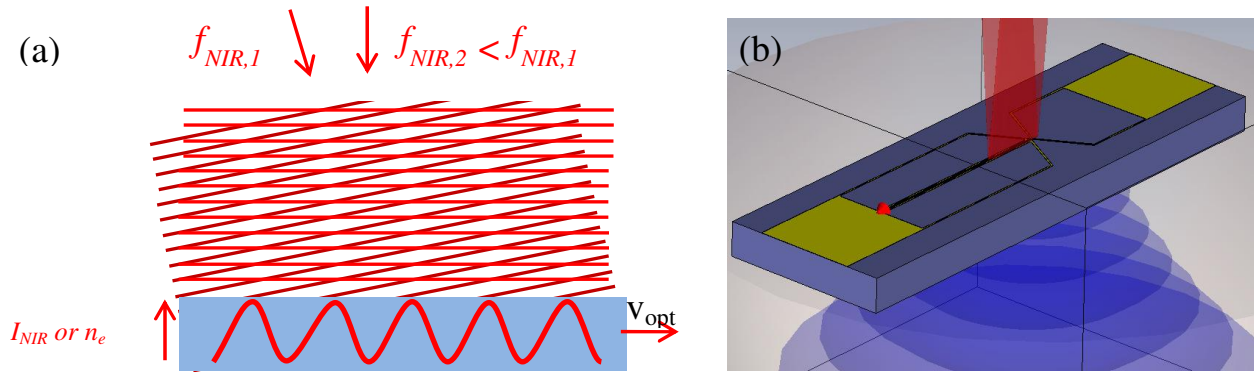 (a)
f_NIR,1
f_NIR,2 < f_NIR,1
v_opt
I_NIR or n_e
(b)